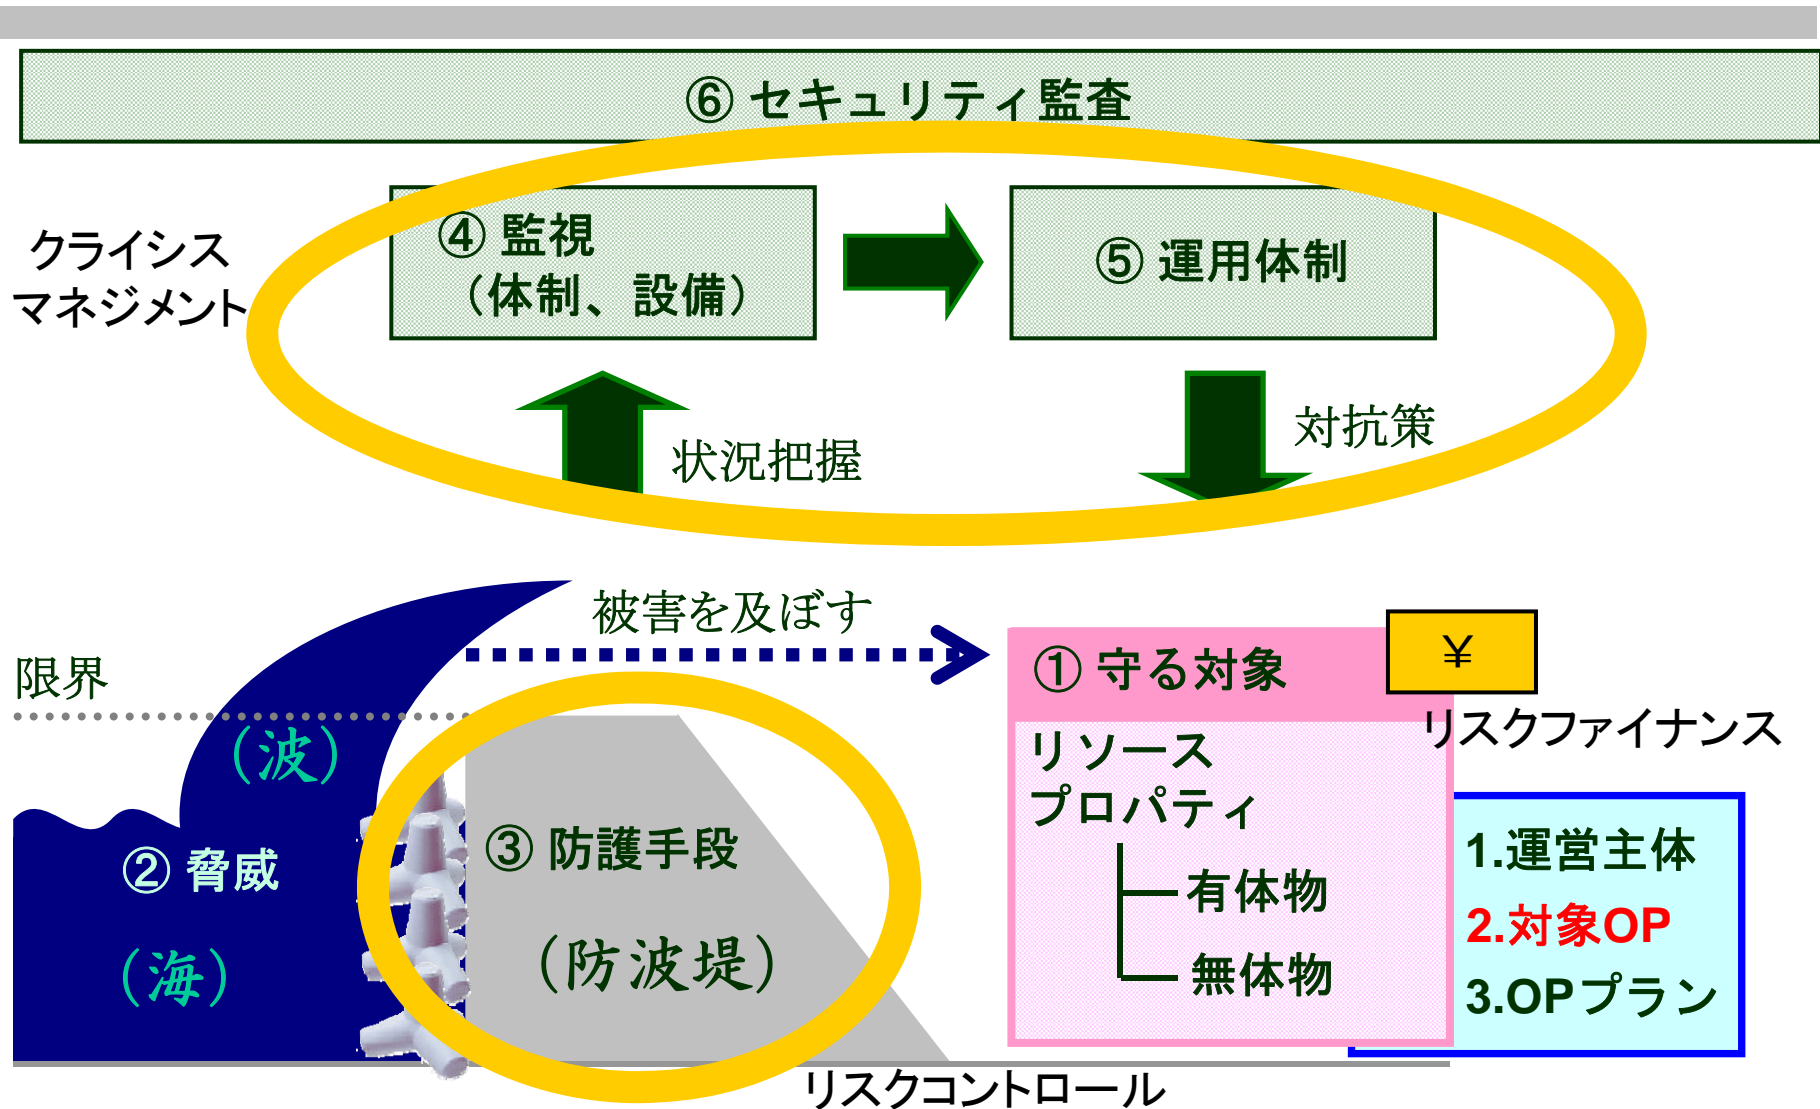 ⑥ セキュリティ監査
クライシス
マネジメント
④ 監視
（体制、設備）
⑤ 運用体制
状況把握
対抗策
被害を及ぼす
限界
（波）
② 脅威
（海）
③ 防護手段
（防波堤）
① 守る対象
￥
リスクファイナンス
リソース
プロパティ
有体物
無体物
1.運営主体
2.対象OP
3.OPプラン
リスクコントロール